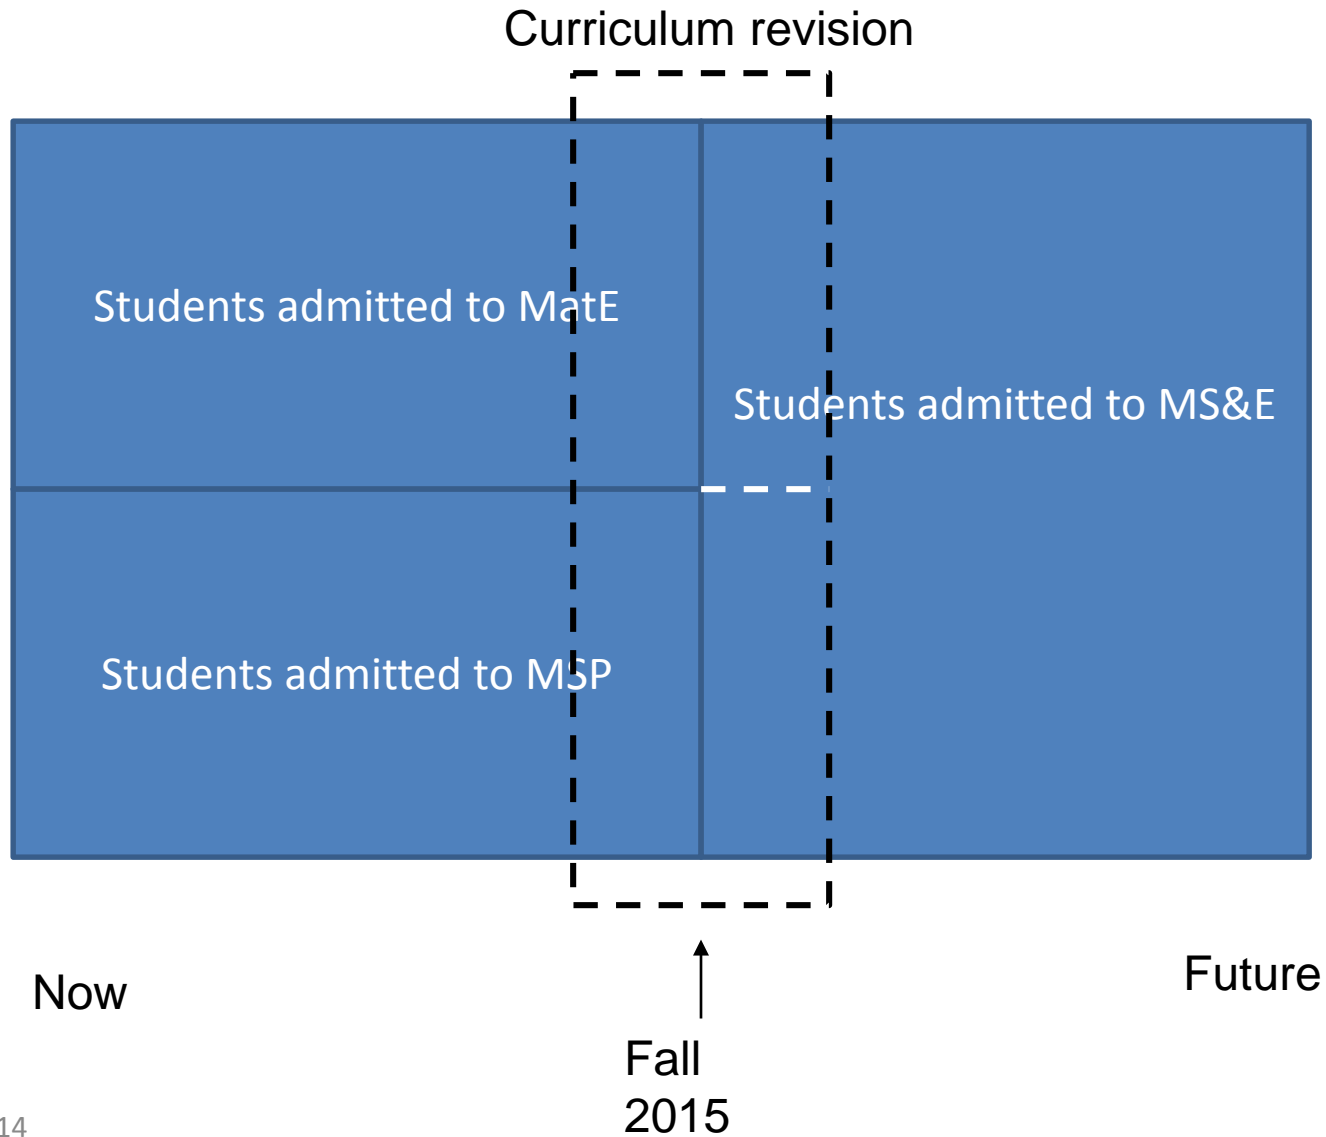 Curriculum revision
Students admitted to MatE
Students admitted to MS&E
Students admitted to MSP
Now
Future
Fall
2015
14